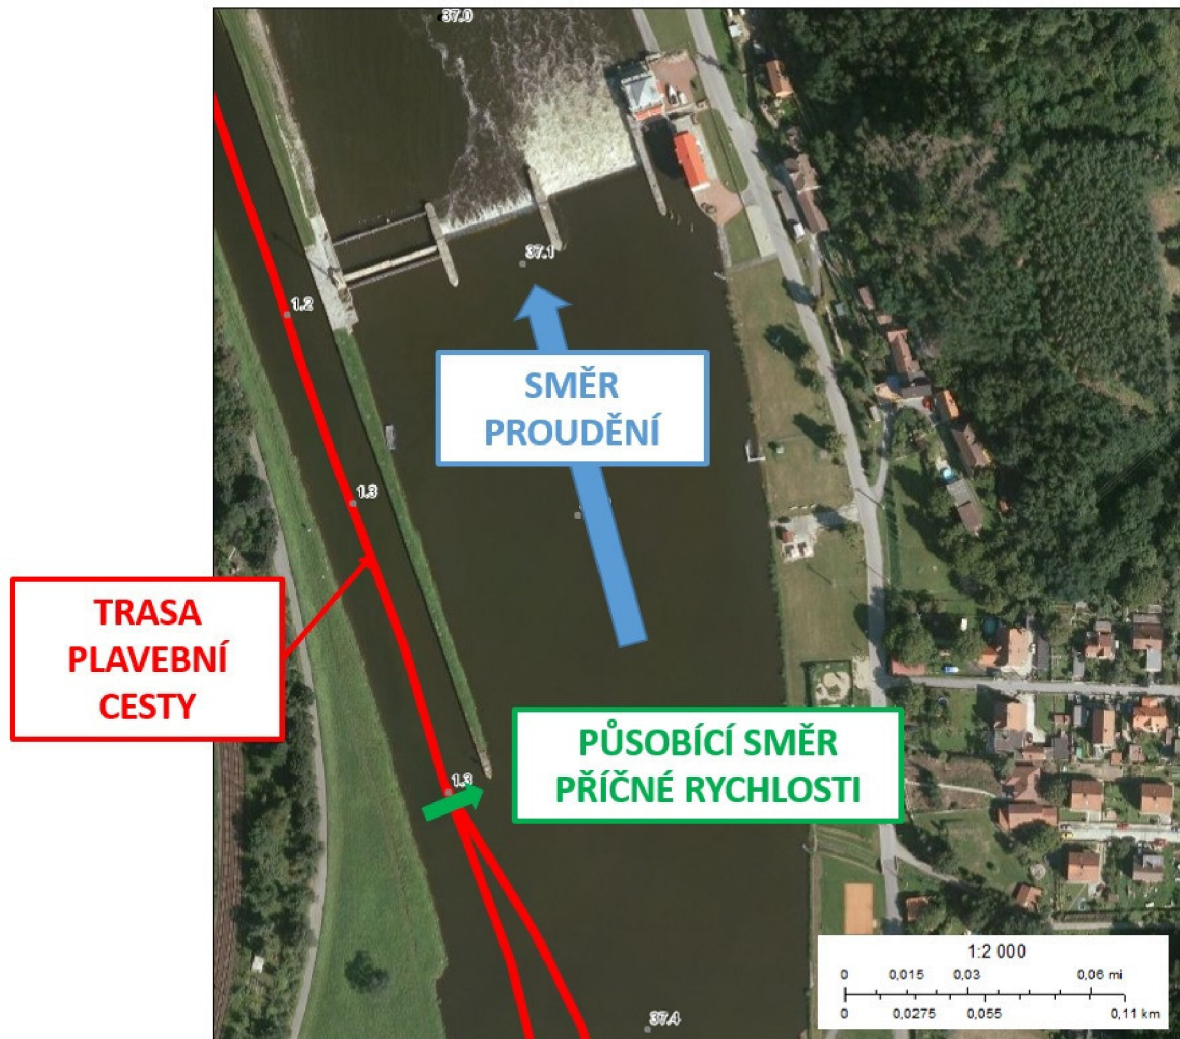 37.0
37.1
1.2
SMĚR
PROUDĚNÍ
1.3
TRASA
PLAVEBNÍ
CESTY
PŮSOBÍCÍ SMĚR
PŘÍČNÉ RYCHLOSTI
1.3
1:2 000
0 0,015 0,03 0,06 mi
0 0,0275 0,055 0,11 km
37.4